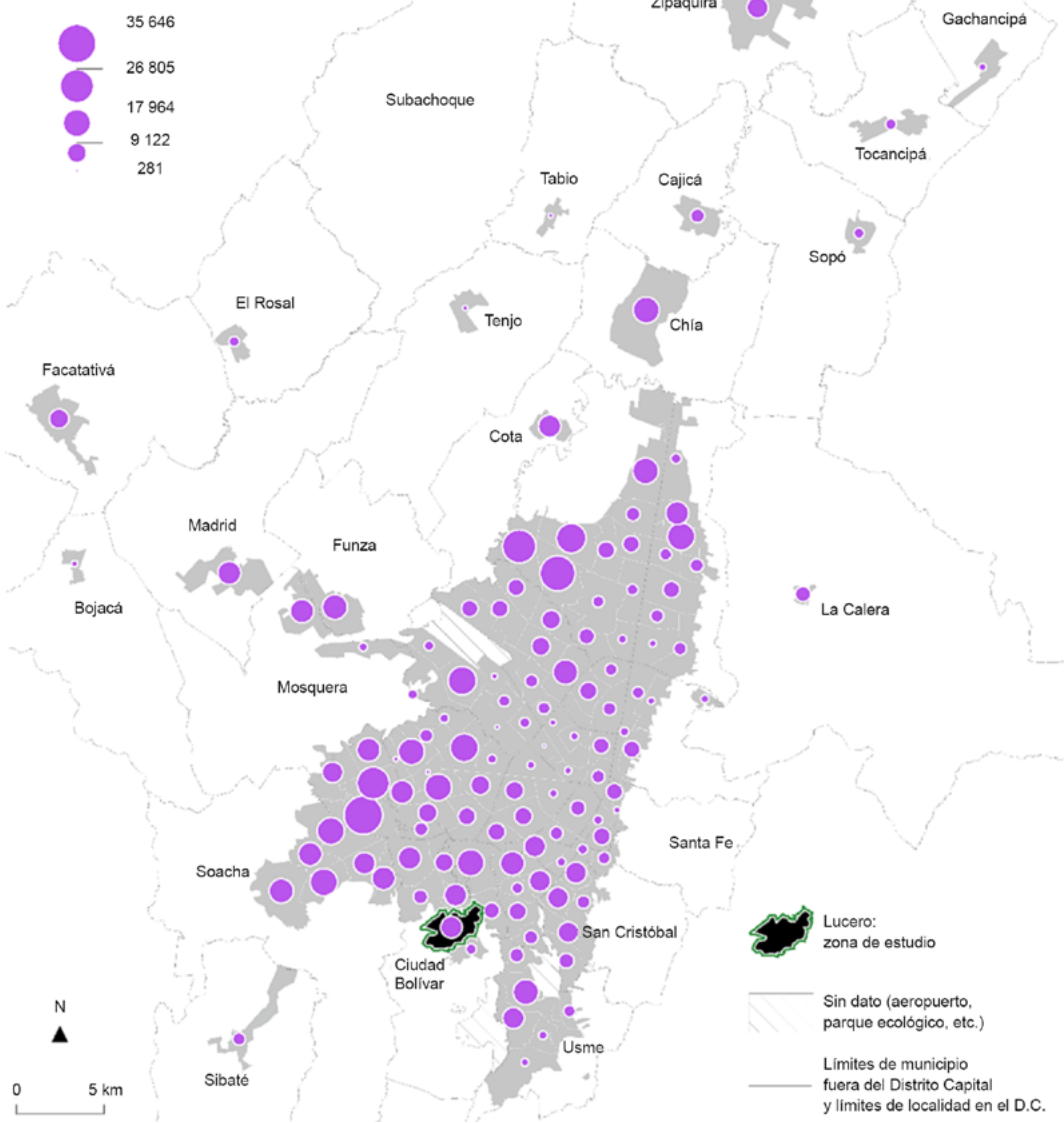 35 646
26 805
17 964
9 122
281
Zipaquirá
Gachancipá
Subachoque
Tocancipá
Tabio
Cajicá
Sopó
El Rosal
Tenjo
Chía
Facatativá
Cota
Madrid
Funza
Bojacá
La Calera
Mosquera
Santa Fe
Soacha
San Cristóbal
Ciudad
Bolívar
Usme
Sibaté
N
0 5 km
Lucero:
zona de estudio
Sin dato (aeropuerto,
parque ecológico, etc.)
Límites de municipio
fuera del Distrito Capital
y límites de localidad en el D.C.